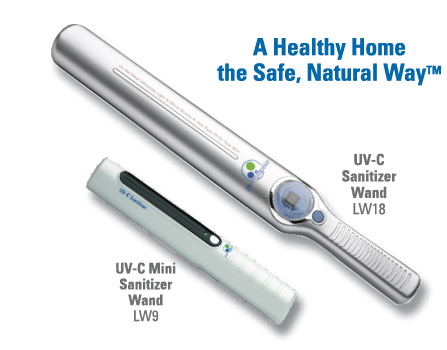 A Healthy Home
the Safe, Natural Way™
UV-C
Sanitizer
Wand
LW18
UV-C Sanitizer
UV-C Mini
Sanitizer
Wand
LW9